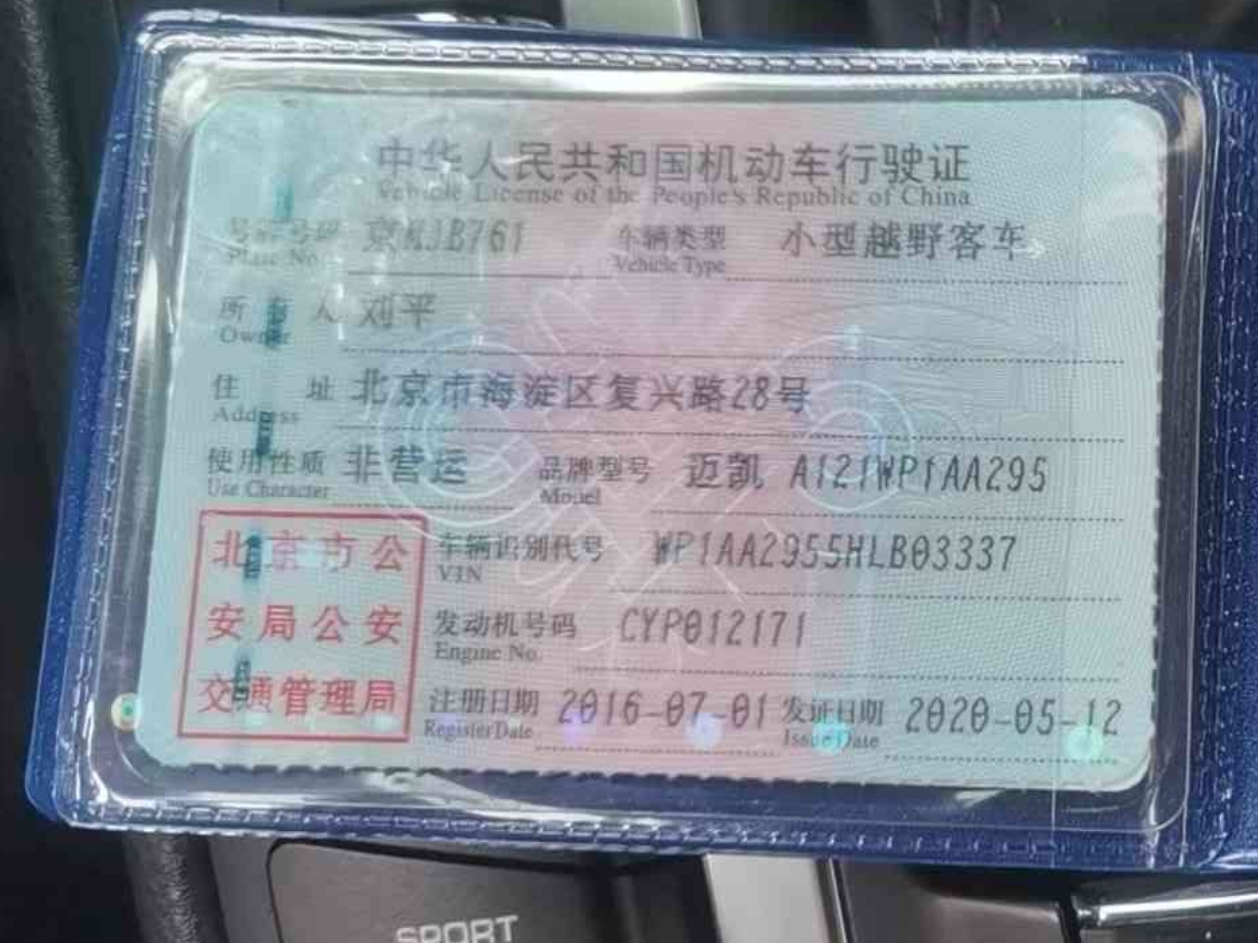 中华人民共和国机动车行驶证
Vehicle License of the People's Republic of China
号牌号码 京MJB761 车辆类型 小型越野客车
Plate No. Vehicle Type
所有人 刘平
Owner
住址 北京市海淀区复兴路28号
Address
使用性质 非营运 品牌型号 迈凯 A121WP1AA295
Use Character Model
北京市公
安局公安
交通管理局
车辆识别代号 WP1AA2955HLB03337
VIN
发动机号码 CYP012171
Engine No.
注册日期 2016-07-01 发证日期 2020-05-12
Register Date Issue Date
SPORT